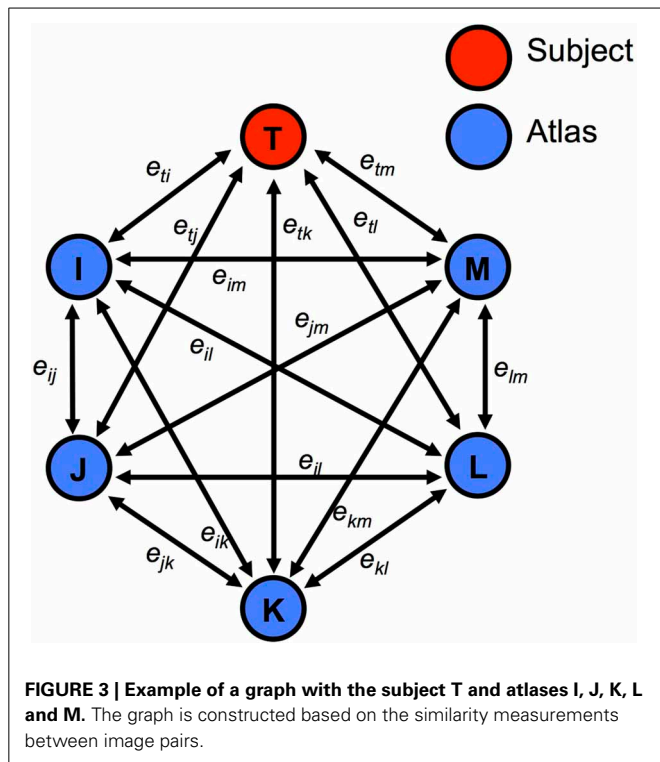 Subject
Atlas
T
e_ti
e_tm
e_tj
e_tk
e_tl
I
M
e_im
e_jm
e_il
e_ij
e_lm
J
L
e_il
e_ik
e_km
e_jk
e_kl
K
FIGURE 3 | Example of a graph with the subject T and atlases I, J, K, L
and M. The graph is constructed based on the similarity measurements
between image pairs.